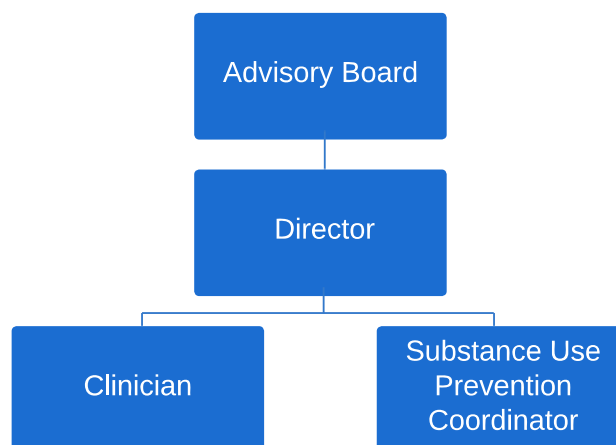 Advisory Board
Director
Clinician
Substance Use
Prevention
Coordinator